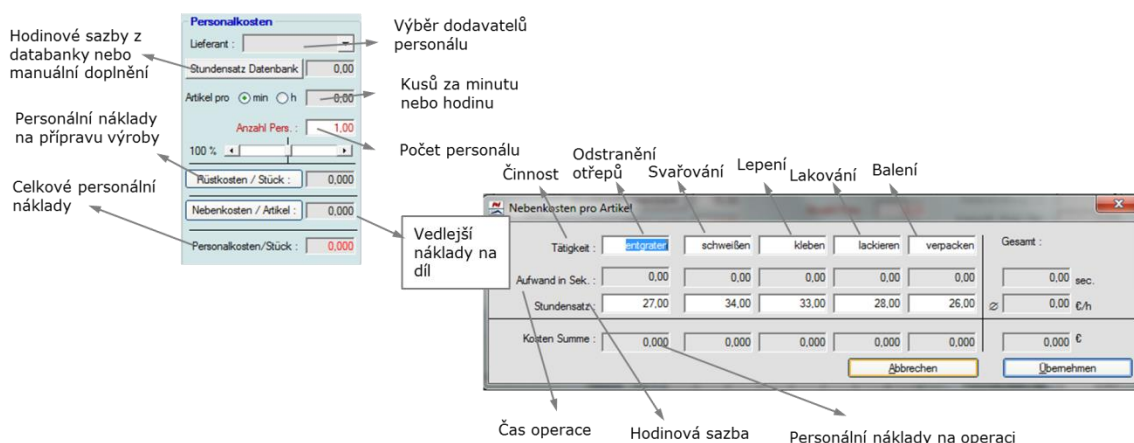 Personalkosten
Lieferant :
Stundensatz Datenbank 0,00
Artikel pro min h 0,00
Anzahl Pers. : 1,00
100 %
Rüstkosten / Stück : 0,000
Nebenkosten / Artikel : 0,000
Personalkosten/Stück : 0,000
Hodinové sazby z
databanky nebo
manuální doplnění
Personální náklady
na přípravu výroby
Celkové personální
náklady
Výběr dodavatelů
personálu
Kusů za minutu
nebo hodinu
Počet personálu
Vedlejší
náklady na
díl
Činnost
Odstranění
otřepů
Svařování
Lepení
Lakování
Balení
Nebenkosten pro Artikel
Tätigkeit : entgraten schweißen kleben lackieren verpacken Gesamt :
Aufwand in Sek. : 0,00 0,00 0,00 0,00 0,00 0,00 sec.
Stundensatz : 27,00 34,00 33,00 28,00 26,00 ⌀ 0,00 €/h
Kosten Summe : 0,000 0,000 0,000 0,000 0,000 0,000 €
Abbrechen Übernehmen
Čas operace
Hodinová sazba
Personální náklady na operaci